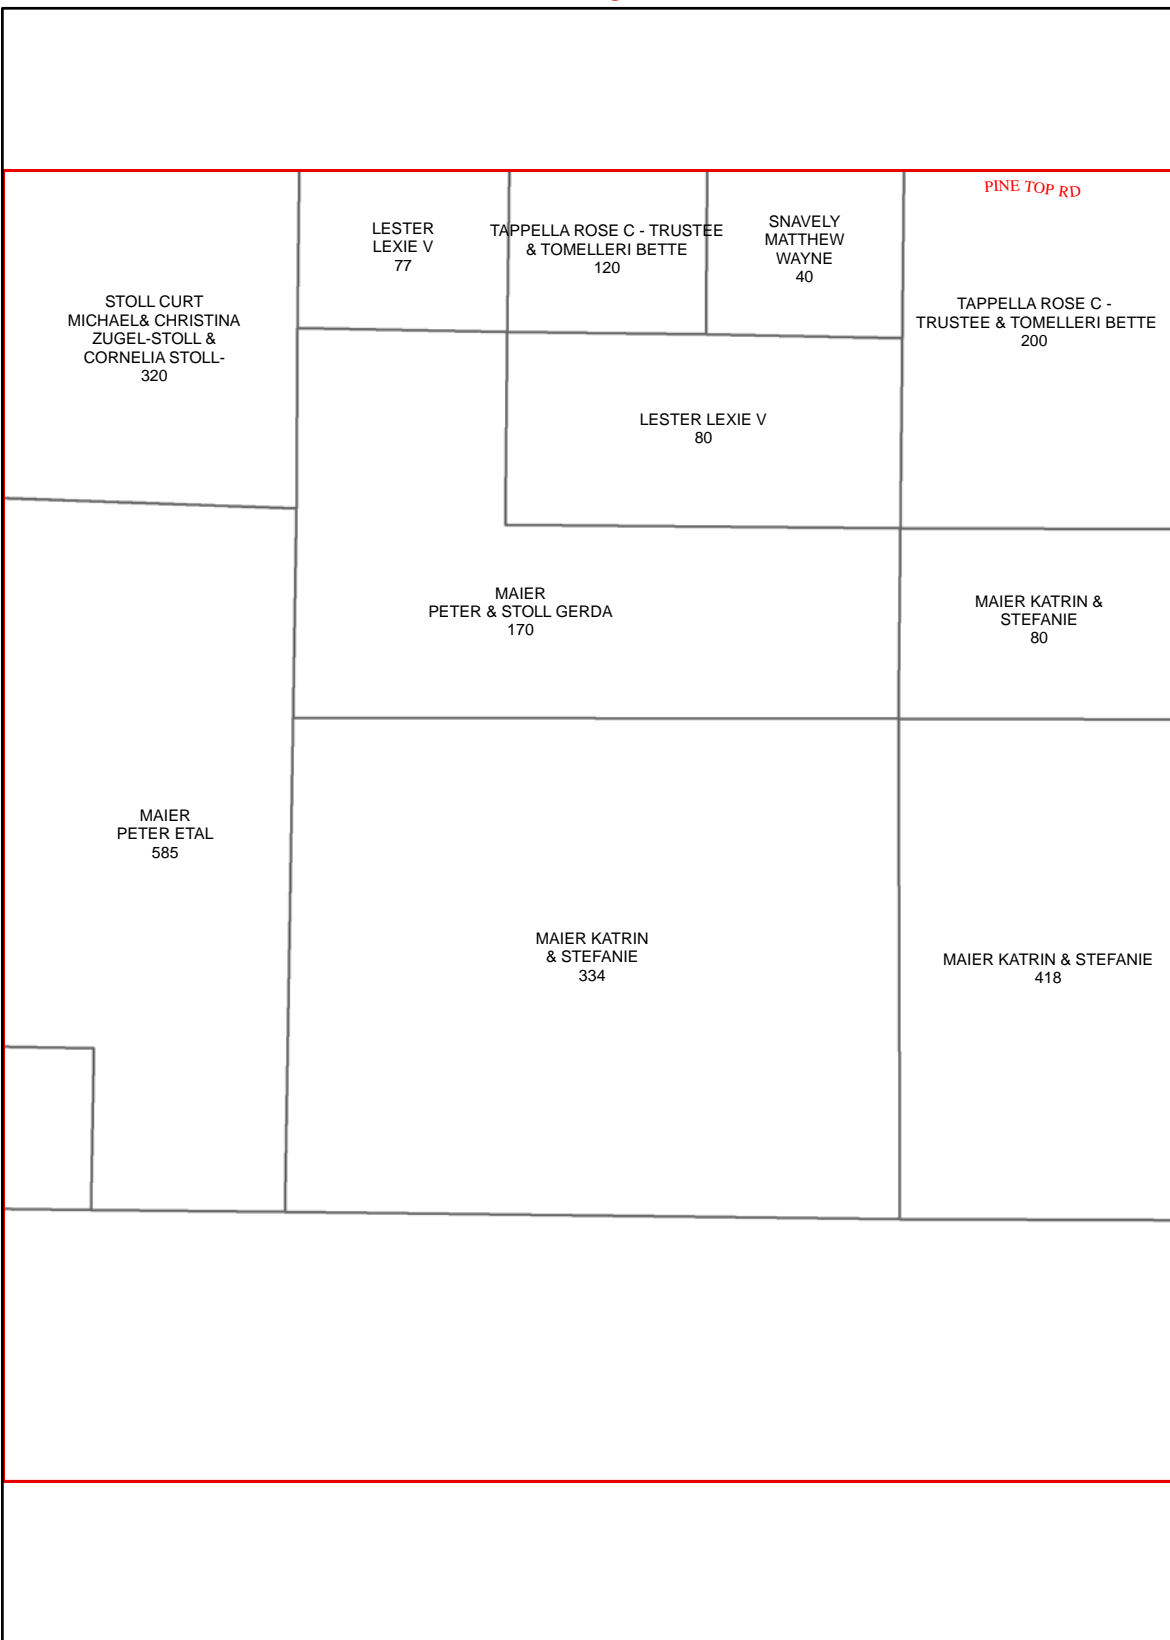 PINE TOP RD
LESTER
LEXIE V
77
TAPPELLA ROSE C - TRUSTEE
& TOMELLERI BETTE
120
SNAVELY
MATTHEW
WAYNE
40
STOLL CURT
MICHAEL& CHRISTINA
ZUGEL-STOLL &
CORNELIA STOLL-
320
TAPPELLA ROSE C -
TRUSTEE & TOMELLERI BETTE
200
LESTER LEXIE V
80
MAIER
PETER & STOLL GERDA
170
MAIER KATRIN &
STEFANIE
80
MAIER
PETER ETAL
585
MAIER KATRIN
& STEFANIE
334
MAIER KATRIN & STEFANIE
418